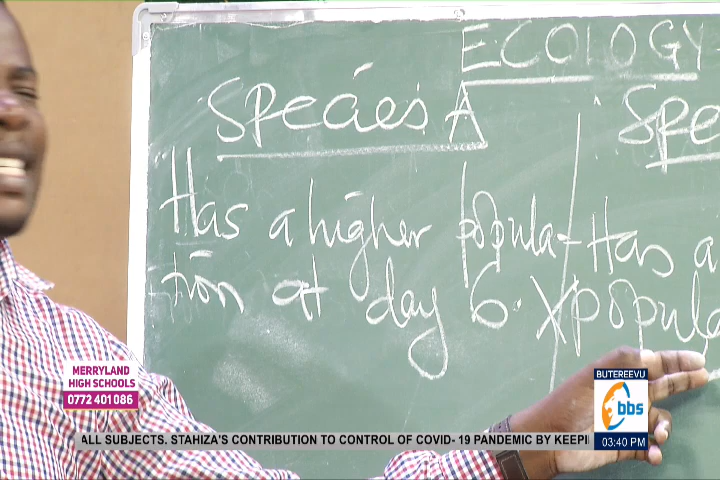 ECOLOGY
Species A Spe
Has a higher popula- Has a
tion at day 6. popula
MERRYLAND
HIGH SCHOOLS
0772 401 086
BUTEREEVU
bbs
ALL SUBJECTS. STAHIZA'S CONTRIBUTION TO CONTROL OF COVID- 19 PANDEMIC BY KEEPI
03:40 PM